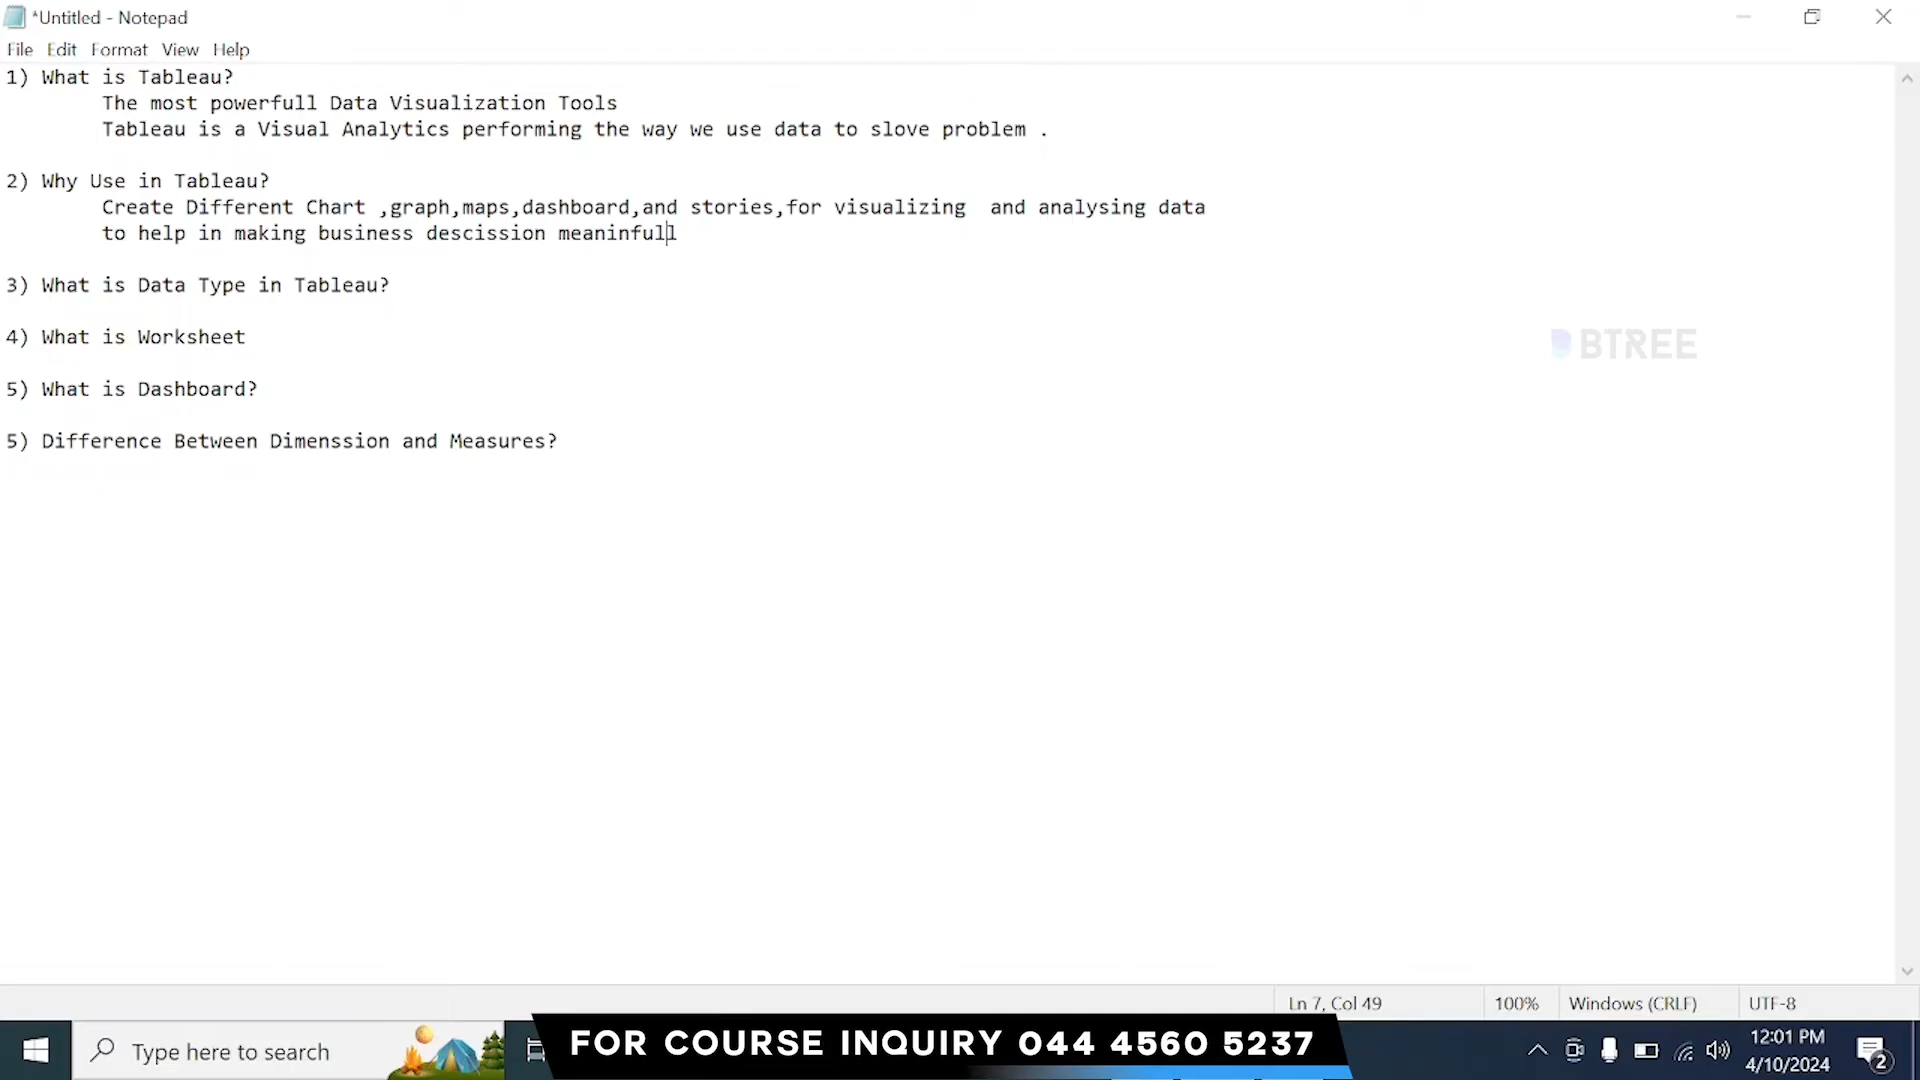 *Untitled - Notepad
File Edit Format View Help
1) What is Tableau?
The most powerfull Data Visualization Tools
Tableau is a Visual Analytics performing the way we use data to slove problem .
2) Why Use in Tableau?
Create Different Chart ,graph,maps,dashboard,and stories,for visualizing  and analysing data
to help in making business descission meaninfull
3) What is Data Type in Tableau?
4) What is Worksheet
BTREE
5) What is Dashboard?
5) Difference Between Dimenssion and Measures?
Ln 7, Col 49 100% Windows (CRLF) UTF-8
Type here to search
FOR COURSE INQUIRY 044 4560 5237
12:01 PM
4/10/2024
2